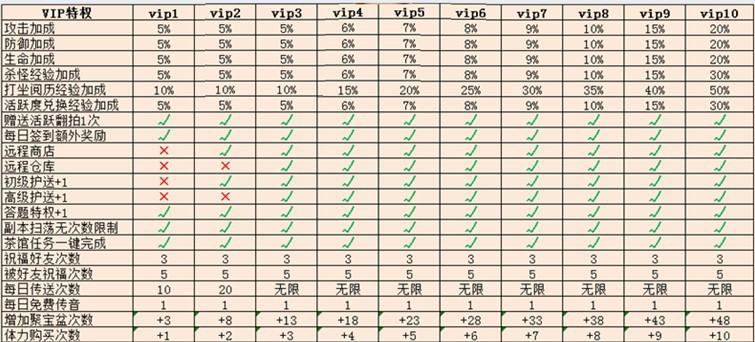 VIP特权 vip1 vip2 vip3 vip4 vip5 vip6 vip7 vip8 vip9 vip10
攻击加成 5% 5% 5% 6% 7% 8% 9% 10% 15% 20%
防御加成 5% 5% 5% 6% 7% 8% 9% 10% 15% 20%
生命加成 5% 5% 5% 6% 7% 8% 9% 10% 15% 20%
杀怪经验加成 5% 5% 5% 6% 7% 8% 9% 10% 15% 30%
打坐阅历经验加成 10% 10% 10% 15% 20% 25% 30% 35% 40% 50%
活跃度兑换经验加成 5% 5% 5% 6% 7% 8% 9% 10% 15% 30%
赠送活跃翻拍1次 ✓ ✓ ✓ ✓ ✓ ✓ ✓ ✓ ✓ ✓
每日签到额外奖励 ✓ ✓ ✓ ✓ ✓ ✓ ✓ ✓ ✓ ✓
远程商店 × ✓ ✓ ✓ ✓ ✓ ✓ ✓ ✓ ✓
远程仓库 × × ✓ ✓ ✓ ✓ ✓ ✓ ✓ ✓
初级护送+1 × ✓ ✓ ✓ ✓ ✓ ✓ ✓ ✓ ✓
高级护送+1 × × ✓ ✓ ✓ ✓ ✓ ✓ ✓ ✓
答题特权+1 ✓ ✓ ✓ ✓ ✓ ✓ ✓ ✓ ✓ ✓
副本扫荡无次数限制 ✓ ✓ ✓ ✓ ✓ ✓ ✓ ✓ ✓ ✓
茶馆任务一键完成 ✓ ✓ ✓ ✓ ✓ ✓ ✓ ✓ ✓ ✓
祝福好友次数 3 3 3 3 3 3 3 3 3 3
被好友祝福次数 5 5 5 5 5 5 5 5 5 5
每日传送次数 10 20 无限 无限 无限 无限 无限 无限 无限 无限
每日免费传音 1 1 1 1 1 1 1 1 1 1
增加聚宝盆次数 +3 +8 +13 +18 +23 +28 +33 +38 +43 +48
体力购买次数 +1 +2 +3 +4 +5 +6 +7 +8 +9 +10